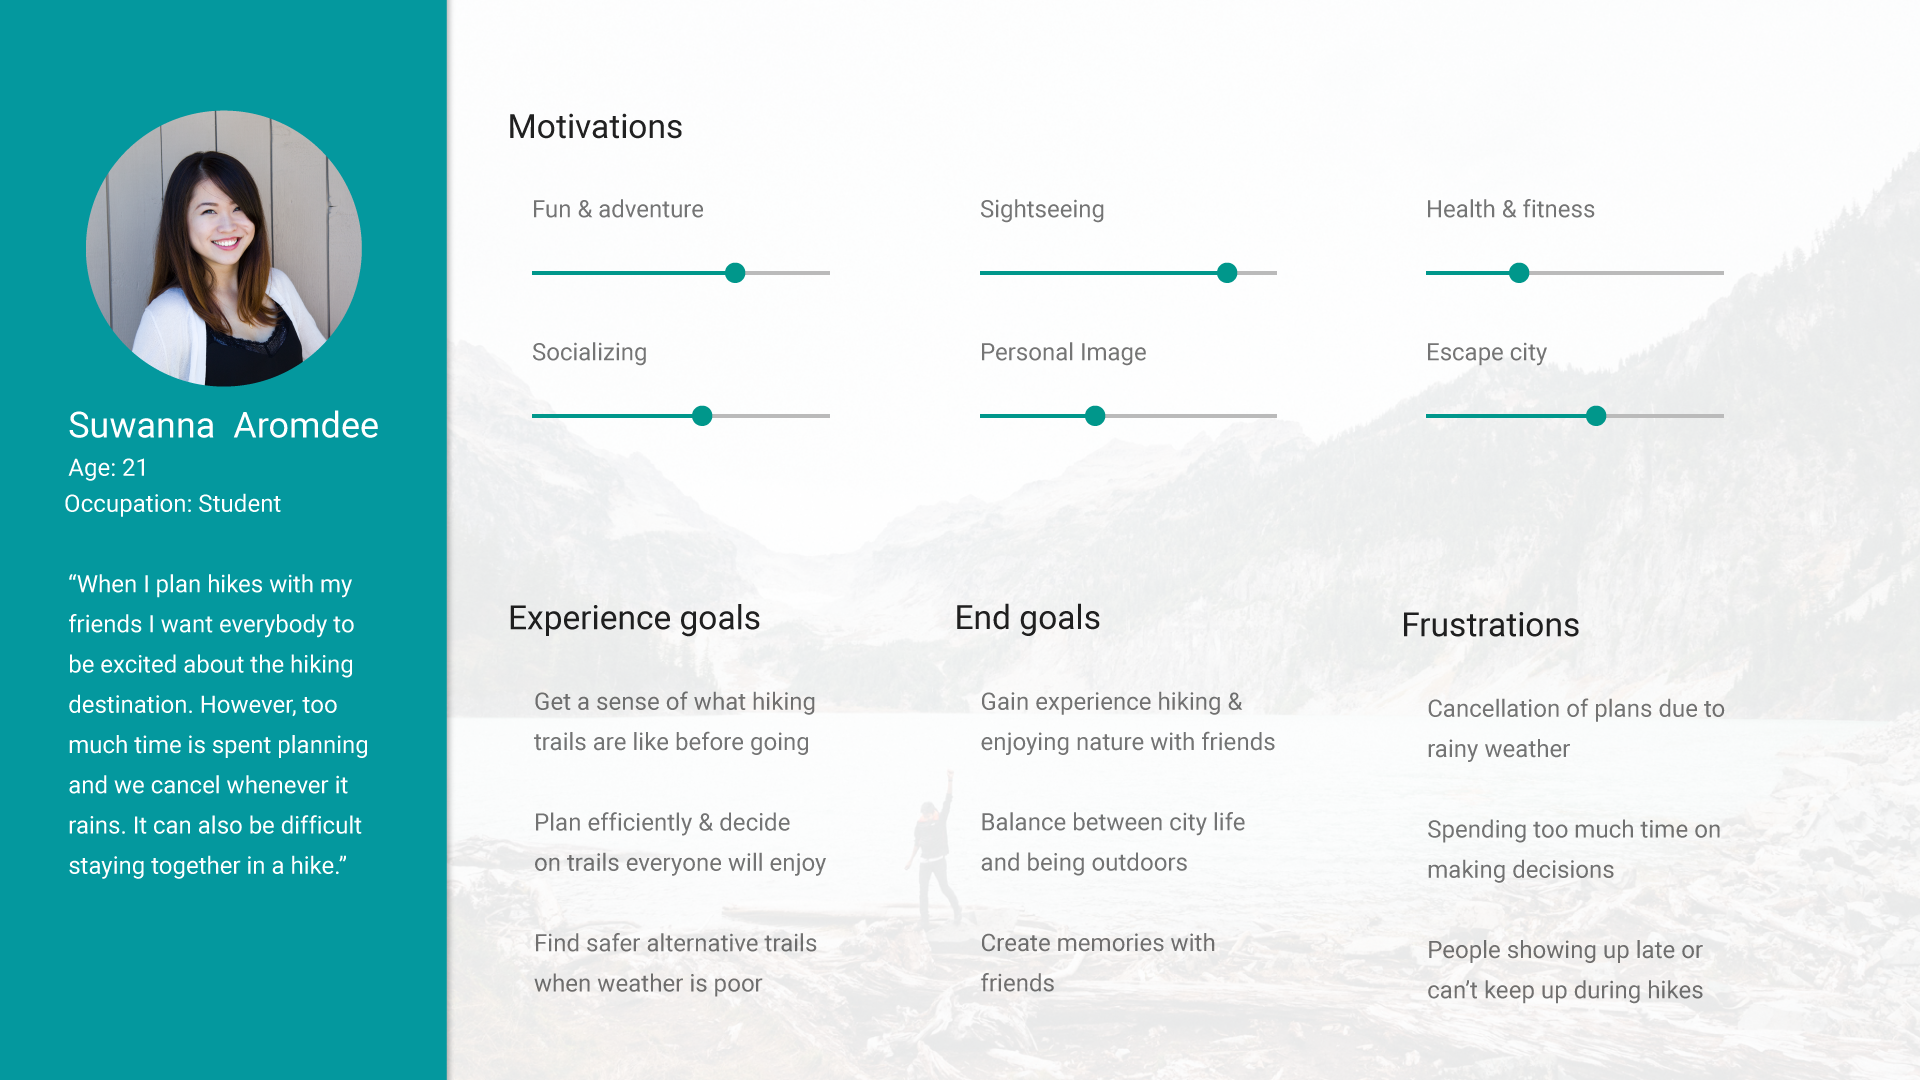 Suwanna Aromdee
Age: 21
Occupation: Student
“When I plan hikes with my
friends I want everybody to
be excited about the hiking
destination. However, too
much time is spent planning
and we cancel whenever it
rains. It can also be difficult
staying together in a hike.”
Motivations
Fun & adventure
Sightseeing
Health & fitness
Socializing
Personal Image
Escape city
Experience goals
Get a sense of what hiking
trails are like before going
Plan efficiently & decide
on trails everyone will enjoy
Find safer alternative trails
when weather is poor
End goals
Gain experience hiking &
enjoying nature with friends
Balance between city life
and being outdoors
Create memories with
friends
Frustrations
Cancellation of plans due to
rainy weather
Spending too much time on
making decisions
People showing up late or
can’t keep up during hikes